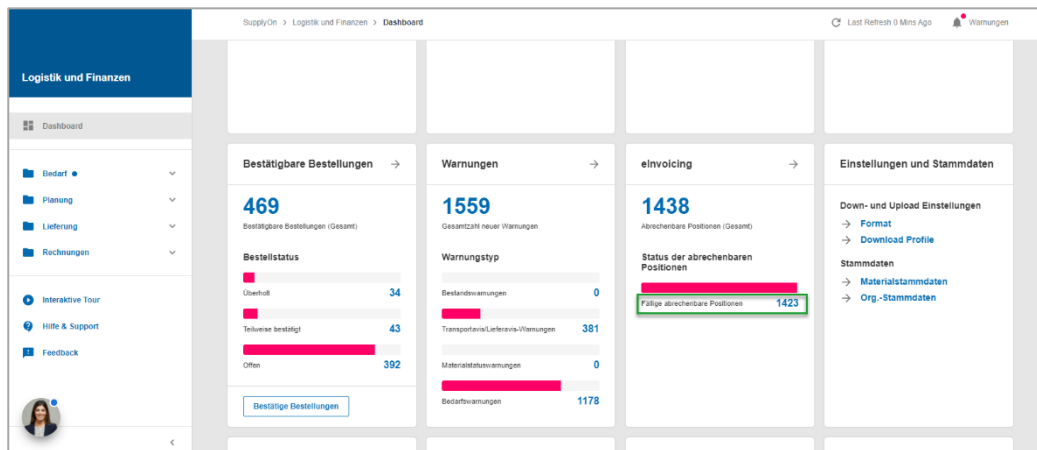 SupplyOn > Logistik und Finanzen > Dashboard
Last Refresh 0 Mins Ago
Warnungen
Logistik und Finanzen
Dashboard
Bedarf
Planung
Lieferung
Rechnungen
Interaktive Tour
Hilfe & Support
Feedback
Bestätigbare Bestellungen
469
Bestätigbare Bestellungen (Gesamt)
Bestellstatus
Überholt 34
Teilweise bestätigt 43
Offen 392
Bestätige Bestellungen
Warnungen
1559
Gesamtzahl neuer Warnungen
Warnungstyp
Bestandswarnungen 0
Transportavis/Lieferavis-Warnungen 381
Materialstatuswarnungen 0
Bedarfswarnungen 1178
eInvoicing
1438
Abrechenbare Positionen (Gesamt)
Status der abrechenbaren
Positionen
Fällige abrechenbare Positionen 1423
Einstellungen und Stammdaten
Down- und Upload Einstellungen
Format
Download Profile
Stammdaten
Materialstammdaten
Org.-Stammdaten